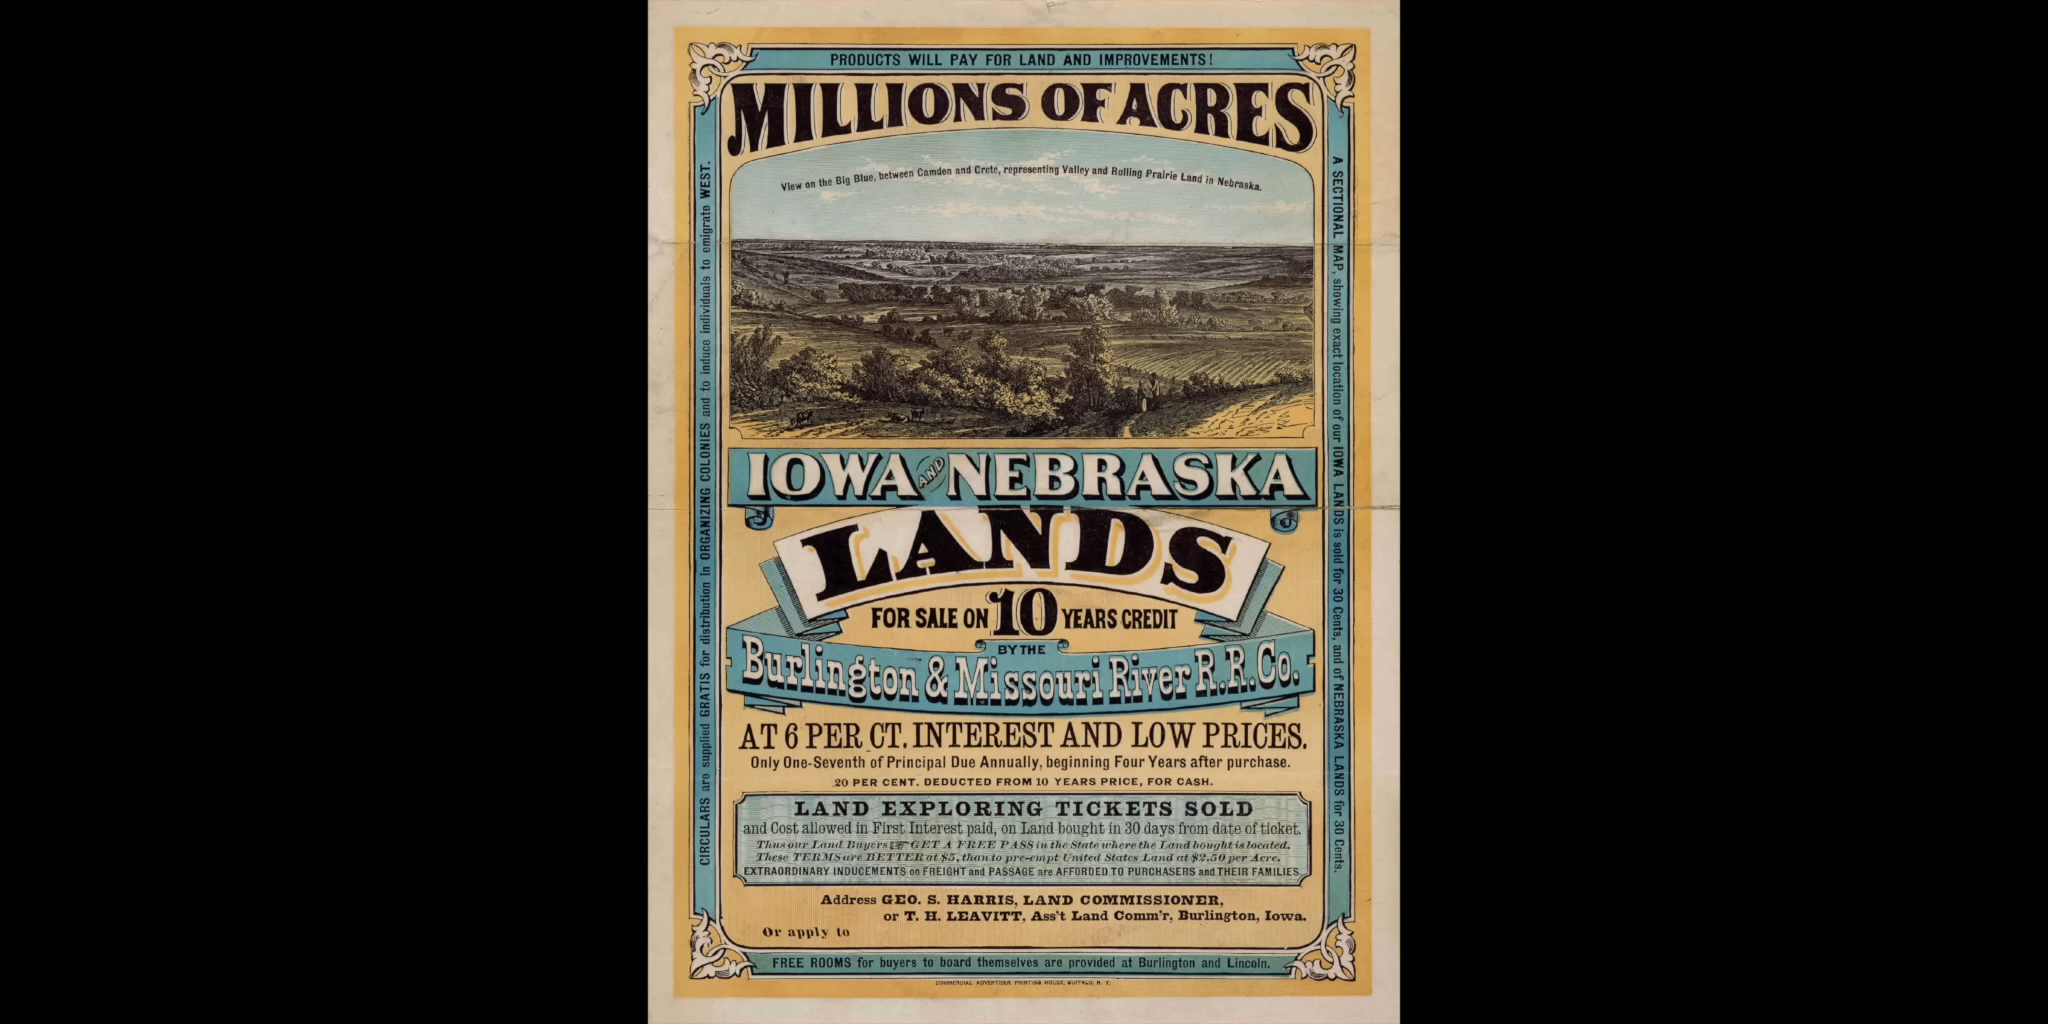 PRODUCTS WILL PAY FOR LAND AND IMPROVEMENTS!
MILLIONS OF ACRES
View on the Big Blue, between Camden and Crete, representing Valley and Rolling Prairie Land in Nebraska.
IOWA AND NEBRASKA
LANDS
FOR SALE ON 10 YEARS CREDIT
BY THE
Burlington & Missouri River R.R.Co.
AT 6 PER CT. INTEREST AND LOW PRICES.
Only One-Seventh of Principal Due Annually, beginning Four Years after purchase.
20 PER CENT. DEDUCTED FROM 10 YEARS PRICE, FOR CASH.
LAND EXPLORING TICKETS SOLD
and Cost allowed in First Interest paid, on Land bought in 30 days from date of ticket.
Thus our Land Buyers ☞ GET A FREE PASS in the State where the Land bought is located.
These TERMS are BETTER at $5, than to pre-empt United States Land at $2.50 per Acre.
EXTRAORDINARY INDUCEMENTS on FREIGHT and PASSAGE are AFFORDED TO PURCHASERS and THEIR FAMILIES.
Address GEO. S. HARRIS, LAND COMMISSIONER,
or T. H. LEAVITT, Ass't Land Comm'r, Burlington, Iowa.
Or apply to
FREE ROOMS for buyers to board themselves are provided at Burlington and Lincoln.
COMMERCIAL ADVERTISER PRINTING HOUSE, BUFFALO, N. Y.
CIRCULARS are supplied GRATIS for distribution in ORGANIZING COLONIES and to induce individuals to emigrate WEST.
A SECTIONAL MAP, showing exact location of our IOWA LANDS is sold for 30 Cents, and of NEBRASKA LANDS for 30 Cents.